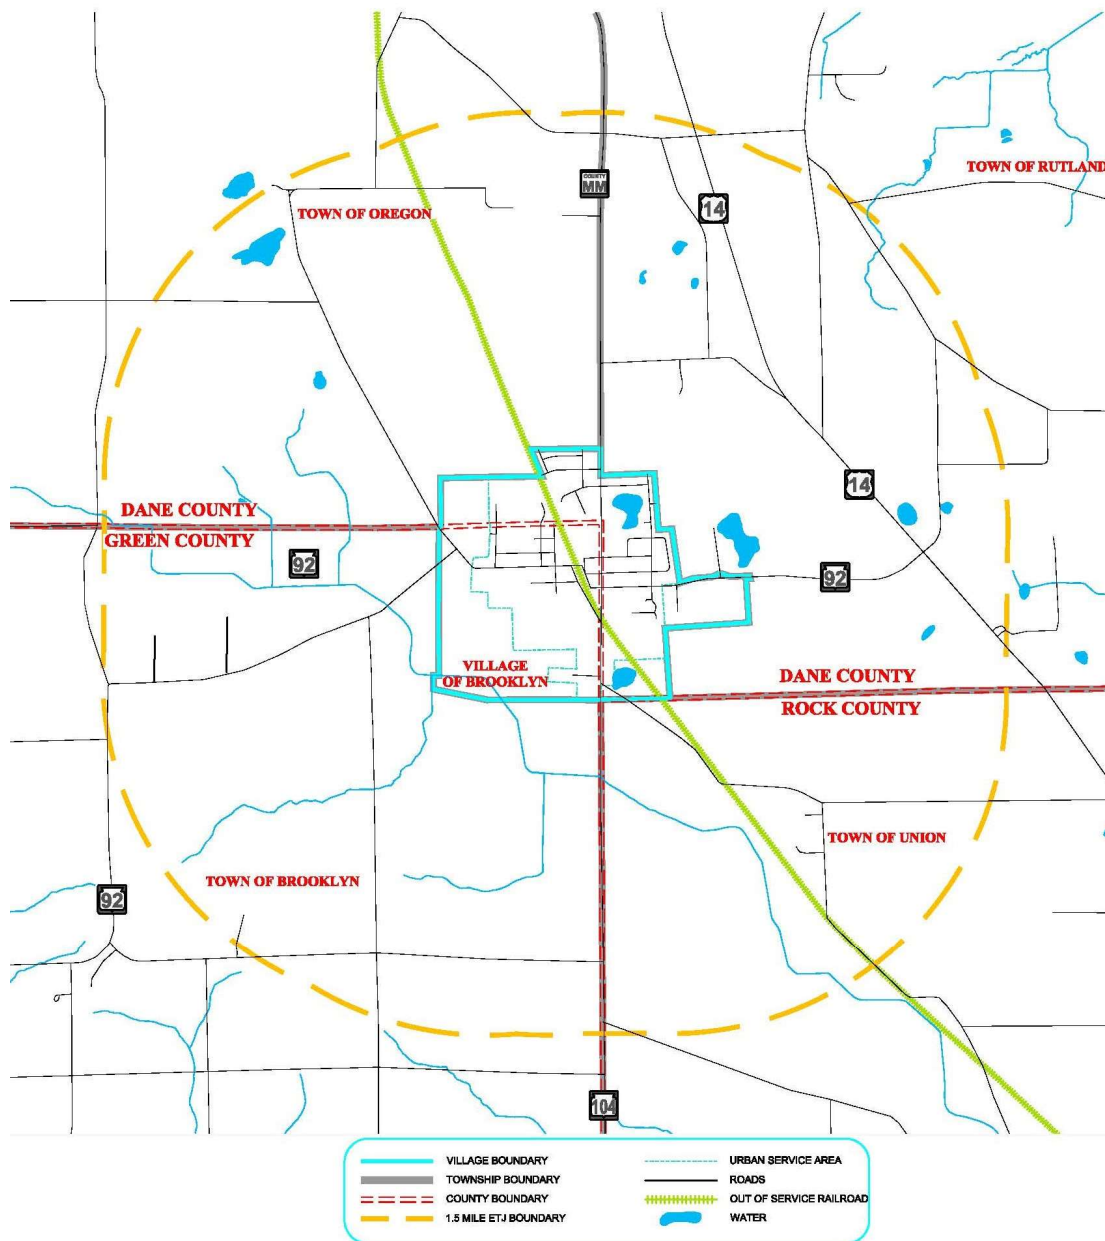 TOWN OF RUTLAND
COUNTY
MM
14
TOWN OF OREGON
14
DANE COUNTY
GREEN COUNTY
92
92
VILLAGE
OF BROOKLYN
DANE COUNTY
ROCK COUNTY
TOWN OF UNION
TOWN OF BROOKLYN
92
104
VILLAGE BOUNDARY
TOWNSHIP BOUNDARY
COUNTY BOUNDARY
1.5 MILE ETJ BOUNDARY
URBAN SERVICE AREA
ROADS
OUT OF SERVICE RAILROAD
WATER